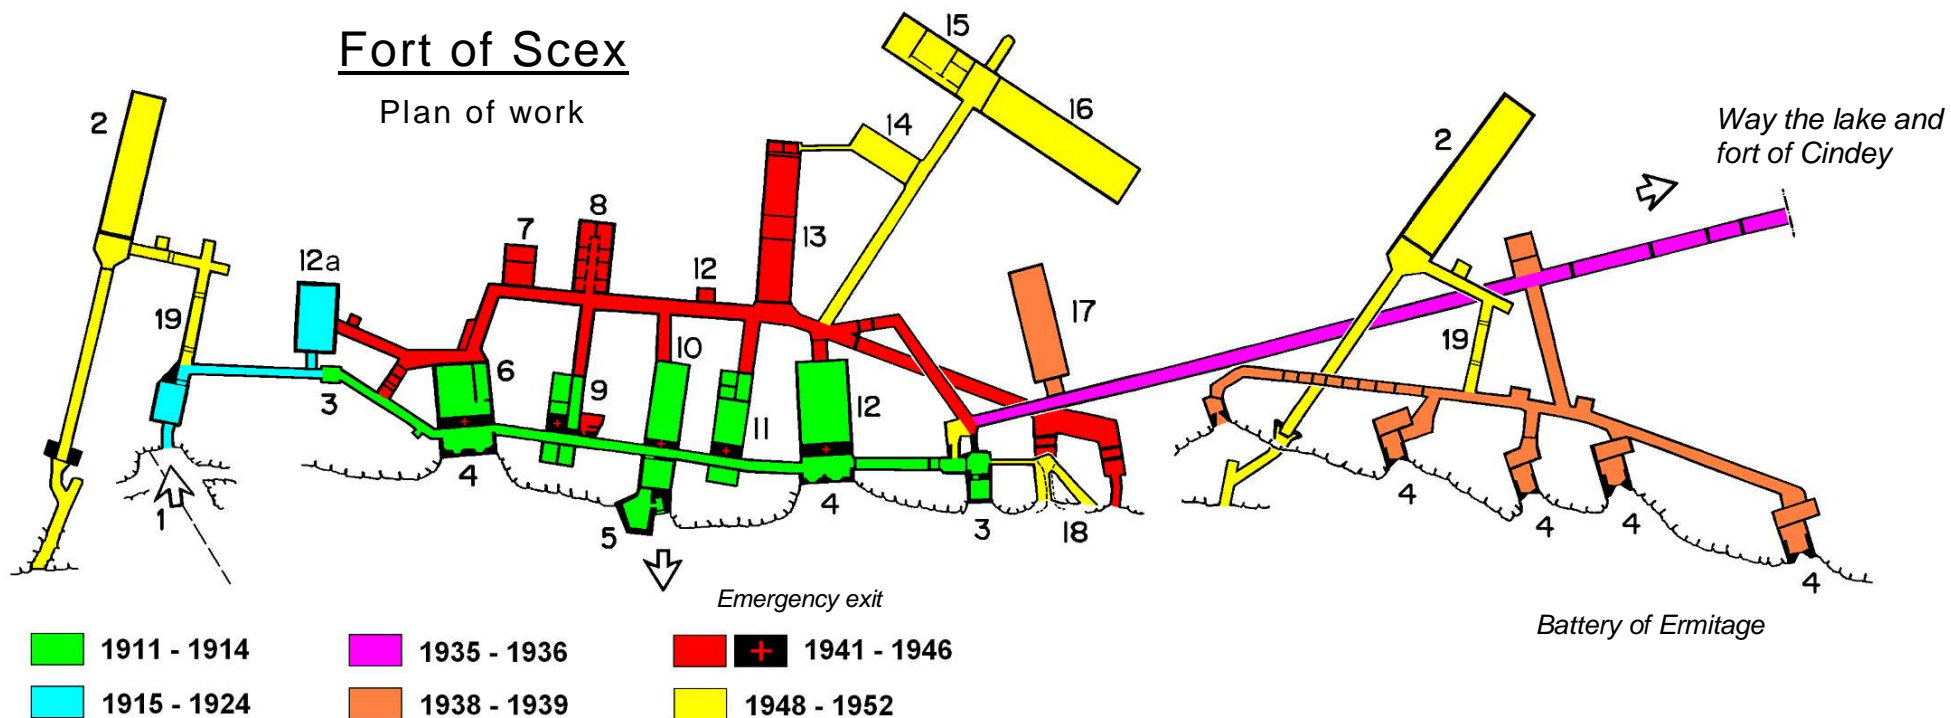 Fort of Scex
Plan of work
15
2
16
Way the lake and
fort of Cindey
14
2
8
7
13
12a
12
19
17
10
19
6
9
3
11
12
4
4
4
1
5
3
18
4
4
4
Emergency exit
Battery of Ermitage
1911 - 1914
1935 - 1936
1941 - 1946
1915 - 1924
1938 - 1939
1948 - 1952